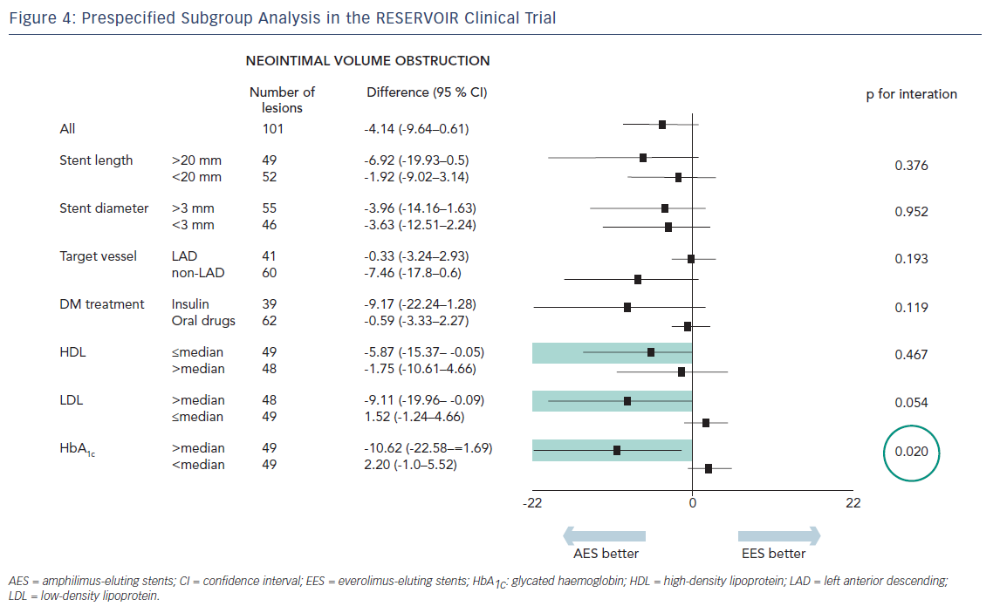 Figure 4: Prespecified Subgroup Analysis in the RESERVOIR Clinical Trial
NEOINTIMAL VOLUME OBSTRUCTION
Number of lesions Difference (95 % CI) p for interation
All 101 -4.14 (-9.64–0.61)
Stent length >20 mm 49 -6.92 (-19.93–0.5) 0.376
<20 mm 52 -1.92 (-9.02–3.14)
Stent diameter >3 mm 55 -3.96 (-14.16–1.63) 0.952
<3 mm 46 -3.63 (-12.51–2.24)
Target vessel LAD 41 -0.33 (-3.24–2.93) 0.193
non-LAD 60 -7.46 (-17.8–0.6)
DM treatment Insulin 39 -9.17 (-22.24–1.28) 0.119
Oral drugs 62 -0.59 (-3.33–2.27)
HDL ≤median 49 -5.87 (-15.37– -0.05) 0.467
>median 48 -1.75 (-10.61–4.66)
LDL >median 48 -9.11 (-19.96– -0.09) 0.054
≤median 49 1.52 (-1.24–4.66)
HbA1c >median 49 -10.62 (-22.58–=1.69) 0.020
<median 49 2.20 (-1.0–5.52)
-22 0 22
AES better EES better
AES = amphilimus-eluting stents; CI = confidence interval; EES = everolimus-eluting stents; HbA1C: glycated haemoglobin; HDL = high-density lipoprotein; LAD = left anterior descending;
LDL = low-density lipoprotein.